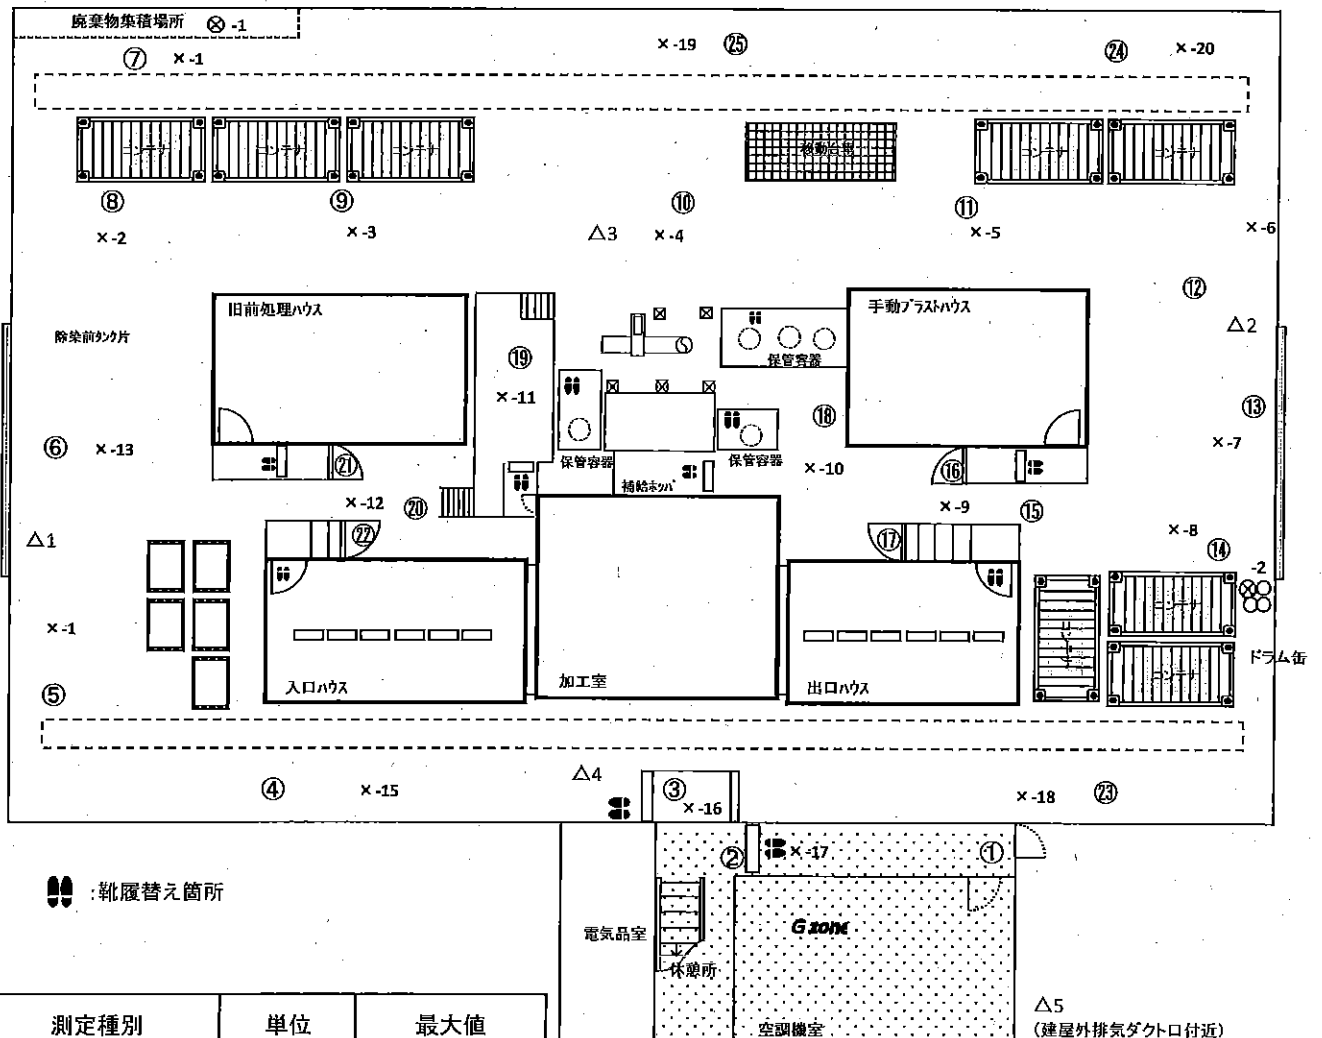 廃棄物集積場所 ⊗ -1
⑦ × -1
× -19 ㉕
㉔ × -20
コンテナ コンテナ コンテナ
移動台車
コンテナ コンテナ
⑧ ⑨ ⑩ ⑪
× -2 × -3 △3 × -4 × -5 × -6
⑫
旧前処理ハウス
手動ブラストハウス
△2
除染前タンク片
⑲
保管容器
× -11
⑱
⑬
⑥ × -13
× -7
㉑
保管容器
保管容器
× -10
⑯
補給ホッパ
× -12 ⑳
× -9 ⑮
△1
㉒
⑰
× -8 ⑭
-2
コンテナ
コンテナ
コンテナ
ドラム缶
× -1
⑤
入口ハウス
加工室
出口ハウス
④ × -15
△4
③ × -16
× -18 ㉓
② × -17 ①
:靴履替え箇所
電気品室
G zone
休憩所
空調機室
△5
(建屋外排気ダクト口付近)
測定種別 単位 最大値